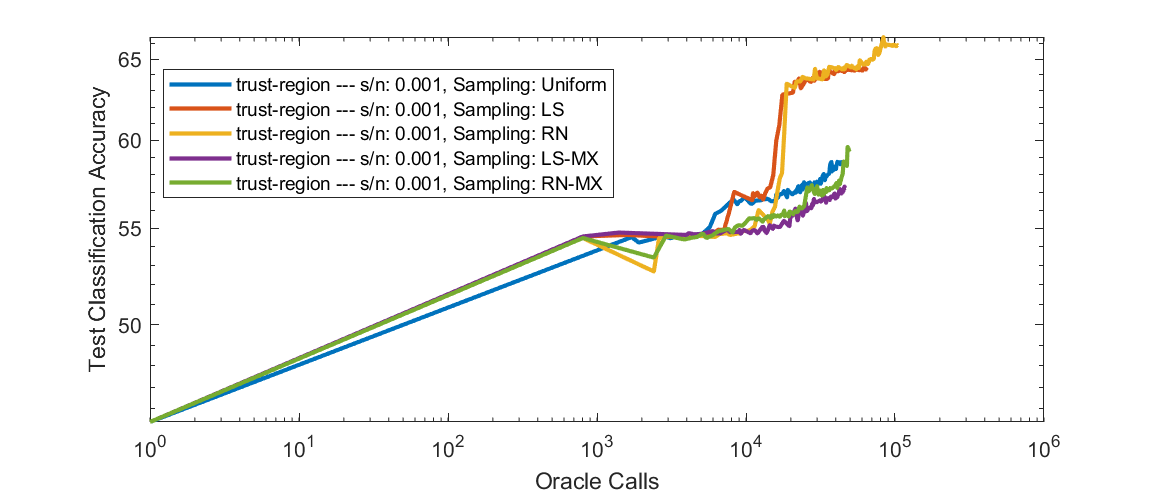 Test Classification Accuracy
65
60
55
50
trust-region --- s/n: 0.001, Sampling: Uniform
trust-region --- s/n: 0.001, Sampling: LS
trust-region --- s/n: 0.001, Sampling: RN
trust-region --- s/n: 0.001, Sampling: LS-MX
trust-region --- s/n: 0.001, Sampling: RN-MX
10^0 10^1 10^2 10^3 10^4 10^5 10^6
Oracle Calls